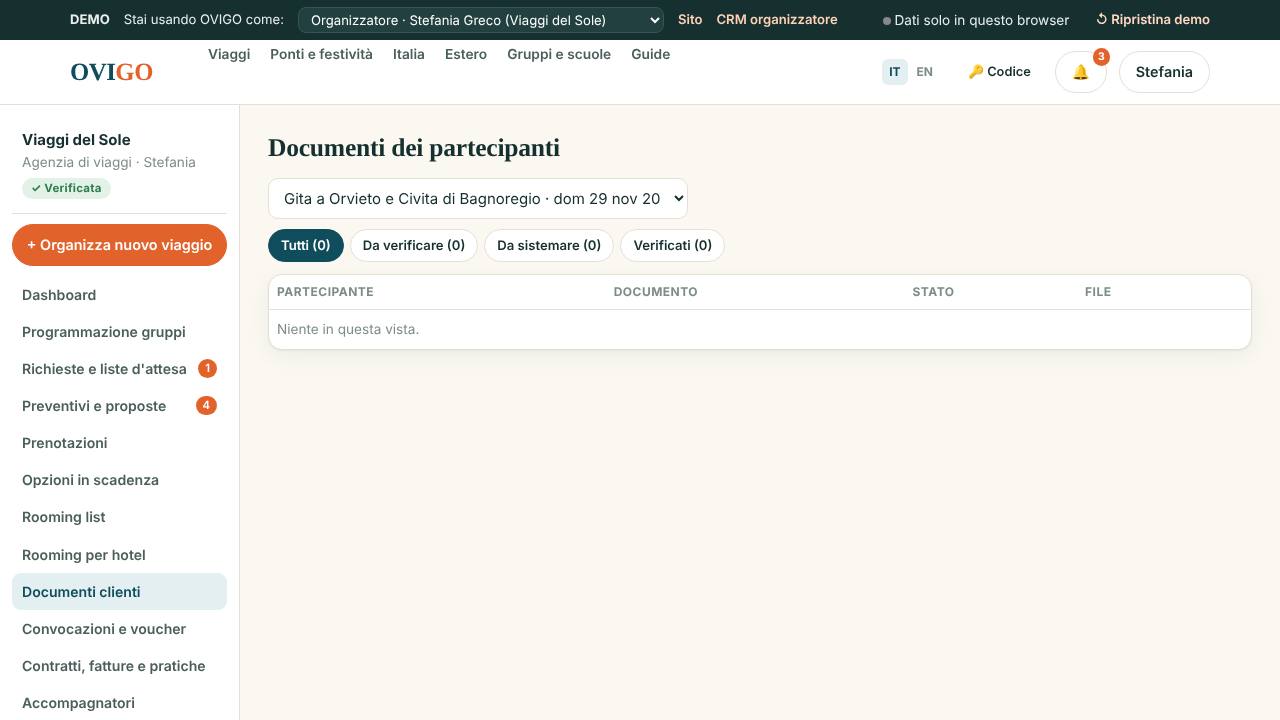 DEMO Stai usando OVIGO come: Organizzatore · Stefania Greco (Viaggi del Sole) Sito CRM organizzatore Dati solo in questo browser Ripristina demo
OVIGO Viaggi Ponti e festività Italia Estero Gruppi e scuole Guide IT EN Codice 3 Stefania
Viaggi del Sole
Agenzia di viaggi · Stefania
✓ Verificata
+ Organizza nuovo viaggio
Dashboard
Programmazione gruppi
Richieste e liste d'attesa 1
Preventivi e proposte 4
Prenotazioni
Opzioni in scadenza
Rooming list
Rooming per hotel
Documenti clienti
Convocazioni e voucher
Contratti, fatture e pratiche
Accompagnatori
Documenti dei partecipanti
Gita a Orvieto e Civita di Bagnoregio · dom 29 nov 20
Tutti (0) Da verificare (0) Da sistemare (0) Verificati (0)
PARTECIPANTE DOCUMENTO STATO FILE
Niente in questa vista.